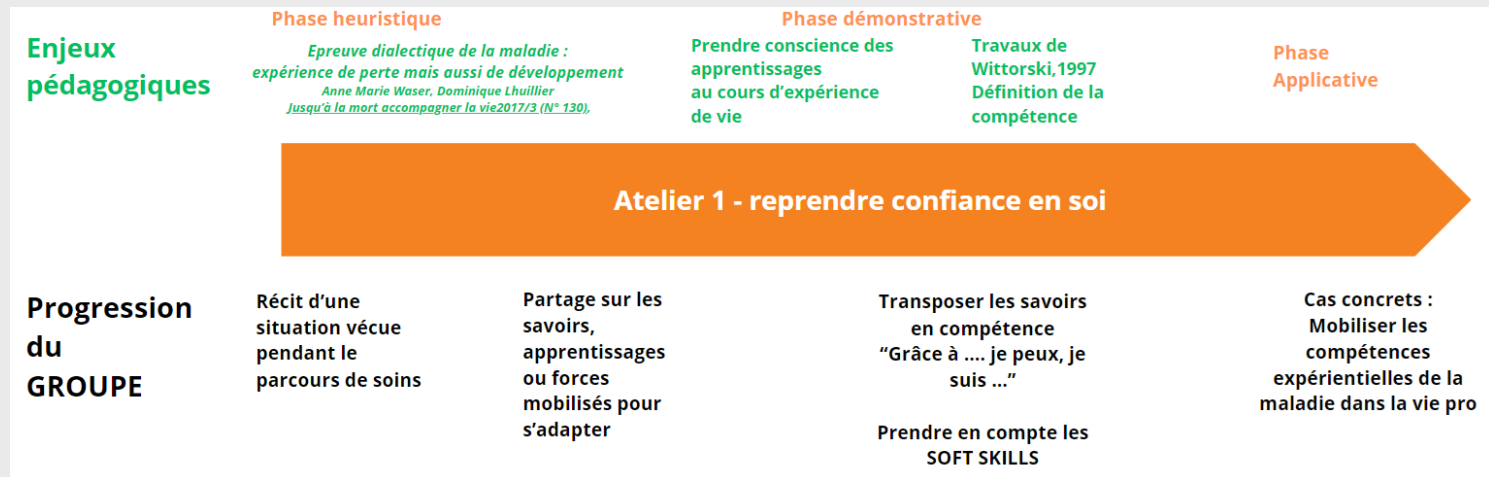 Enjeux
pédagogiques
Phase heuristique
Epreuve dialectique de la maladie :
expérience de perte mais aussi de développement
Anne Marie Waser, Dominique Lhuillier
Jusqu'à la mort accompagner la vie2017/3 (N° 130),
Phase démonstrative
Prendre conscience des
apprentissages
au cours d'expérience
de vie
Travaux de
Wittorski,1997
Définition de la
compétence
Phase
Applicative
Atelier 1 - reprendre confiance en soi
Progression
du
GROUPE
Récit d'une
situation vécue
pendant le
parcours de soins
Partage sur les
savoirs,
apprentissages
ou forces
mobilisés pour
s'adapter
Transposer les savoirs
en compétence
“Grâce à .... je peux, je
suis ...”
Prendre en compte les
SOFT SKILLS
Cas concrets :
Mobiliser les
compétences
expérientielles de la
maladie dans la vie pro